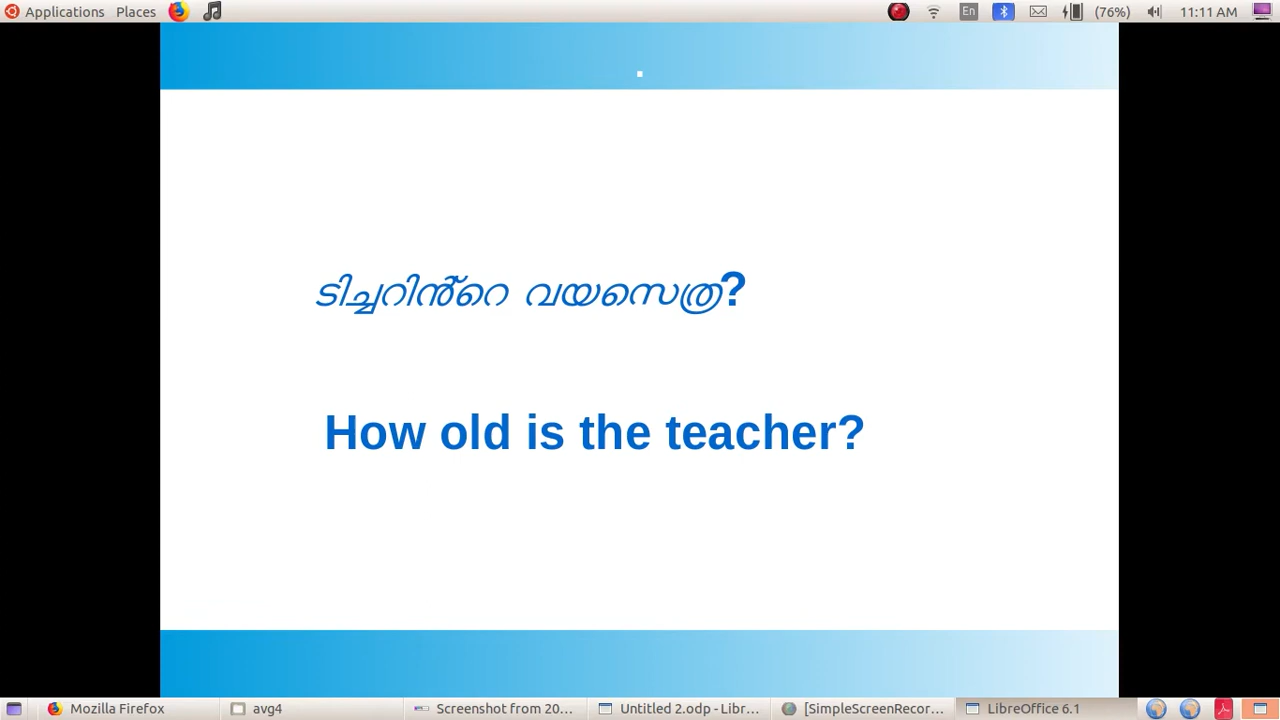 Applications Places En (76%) 11:11 AM
ടിച്ചറിൻ്റെ വയസെത്ര?
How old is the teacher?
Mozilla Firefox avg4 Screenshot from 20... Untitled 2.odp - Libr... [SimpleScreenRecor... LibreOffice 6.1